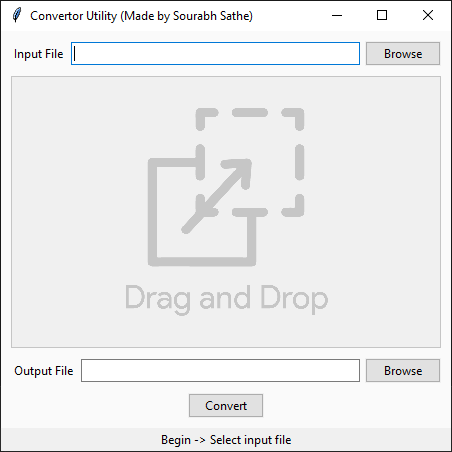 Convertor Utility (Made by Sourabh Sathe)
Input File Browse
Drag and Drop
Output File Browse
Convert
Begin -> Select input file